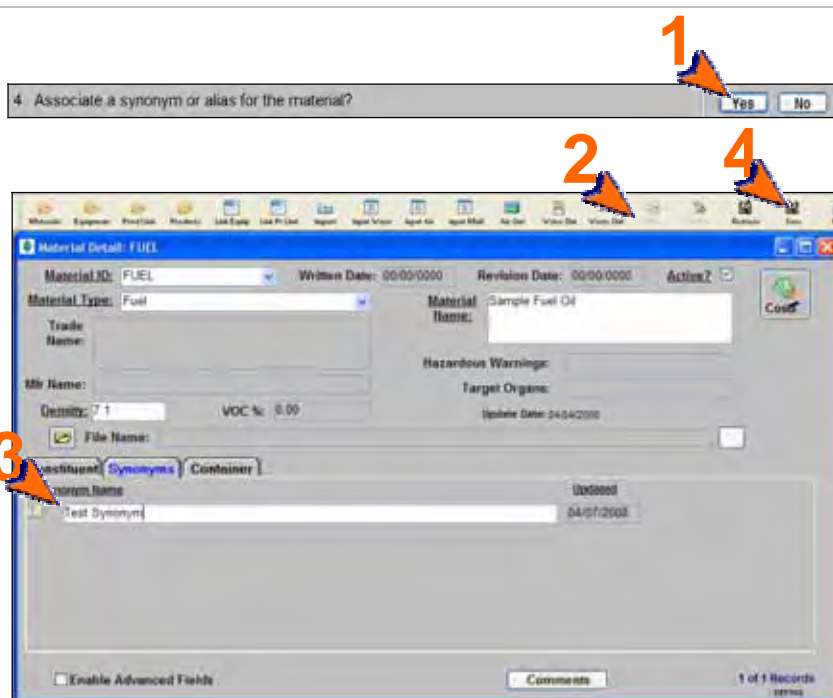 1
4 Associate a synonym or alias for the material? Yes No
2 4
Material Detail: FUEL
Material ID: FUEL Written Date: 00/00/0000 Revision Date: 00/00/0000 Active?
Material Type: Fuel Material Name: Sample Fuel Oil Costs
Trade Name:
Hazardous Warnings:
Mfr Name: Target Organs:
Density: 7.1 VOC %: 0.00 Update Date: 04/04/2008
File Name:
3
Constituent Synonyms Container
Synonym Name Updated
Test Synonym 04/07/2008
Enable Advanced Fields Comments 1 of 1 Records